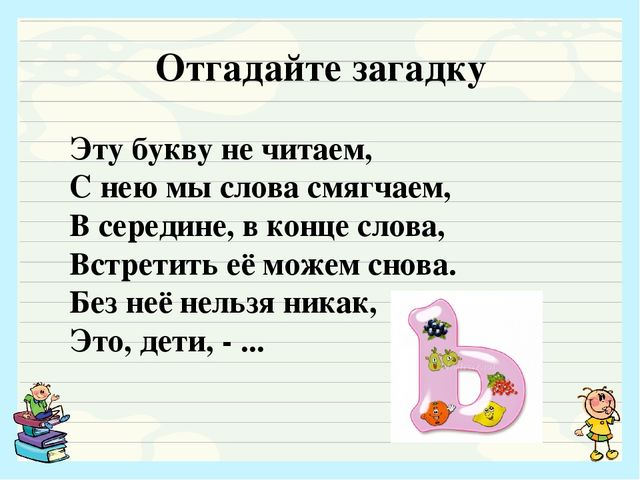 Отгадайте загадку
Эту букву не читаем,
С нею мы слова смягчаем,
В середине, в конце слова,
Встретить её можем снова.
Без неё нельзя никак,
Это, дети, - ...
Ь